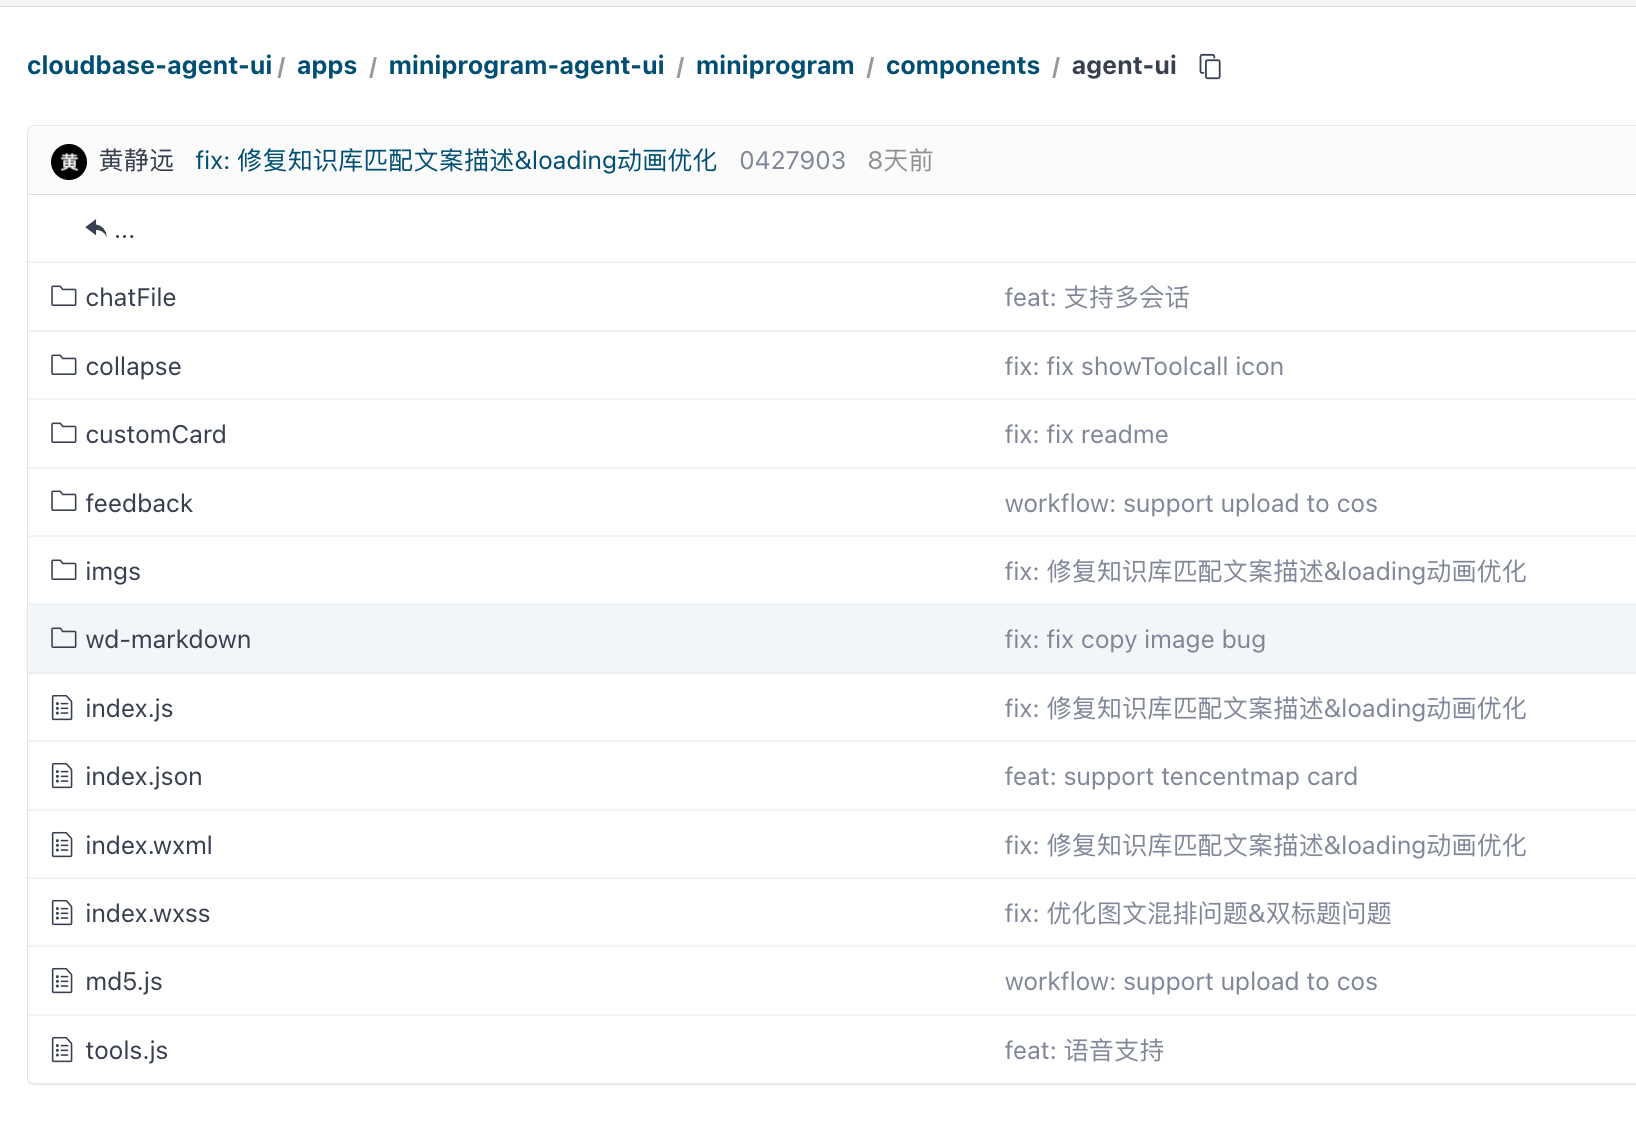 cloudbase-agent-ui / apps / miniprogram-agent-ui / miniprogram / components / agent-ui
黄 黄静远 fix: 修复知识库匹配文案描述&loading动画优化 0427903 8天前
...
chatFile feat: 支持多会话
collapse fix: fix showToolcall icon
customCard fix: fix readme
feedback workflow: support upload to cos
imgs fix: 修复知识库匹配文案描述&loading动画优化
wd-markdown fix: fix copy image bug
index.js fix: 修复知识库匹配文案描述&loading动画优化
index.json feat: support tencentmap card
index.wxml fix: 修复知识库匹配文案描述&loading动画优化
index.wxss fix: 优化图文混排问题&双标题问题
md5.js workflow: support upload to cos
tools.js feat: 语音支持